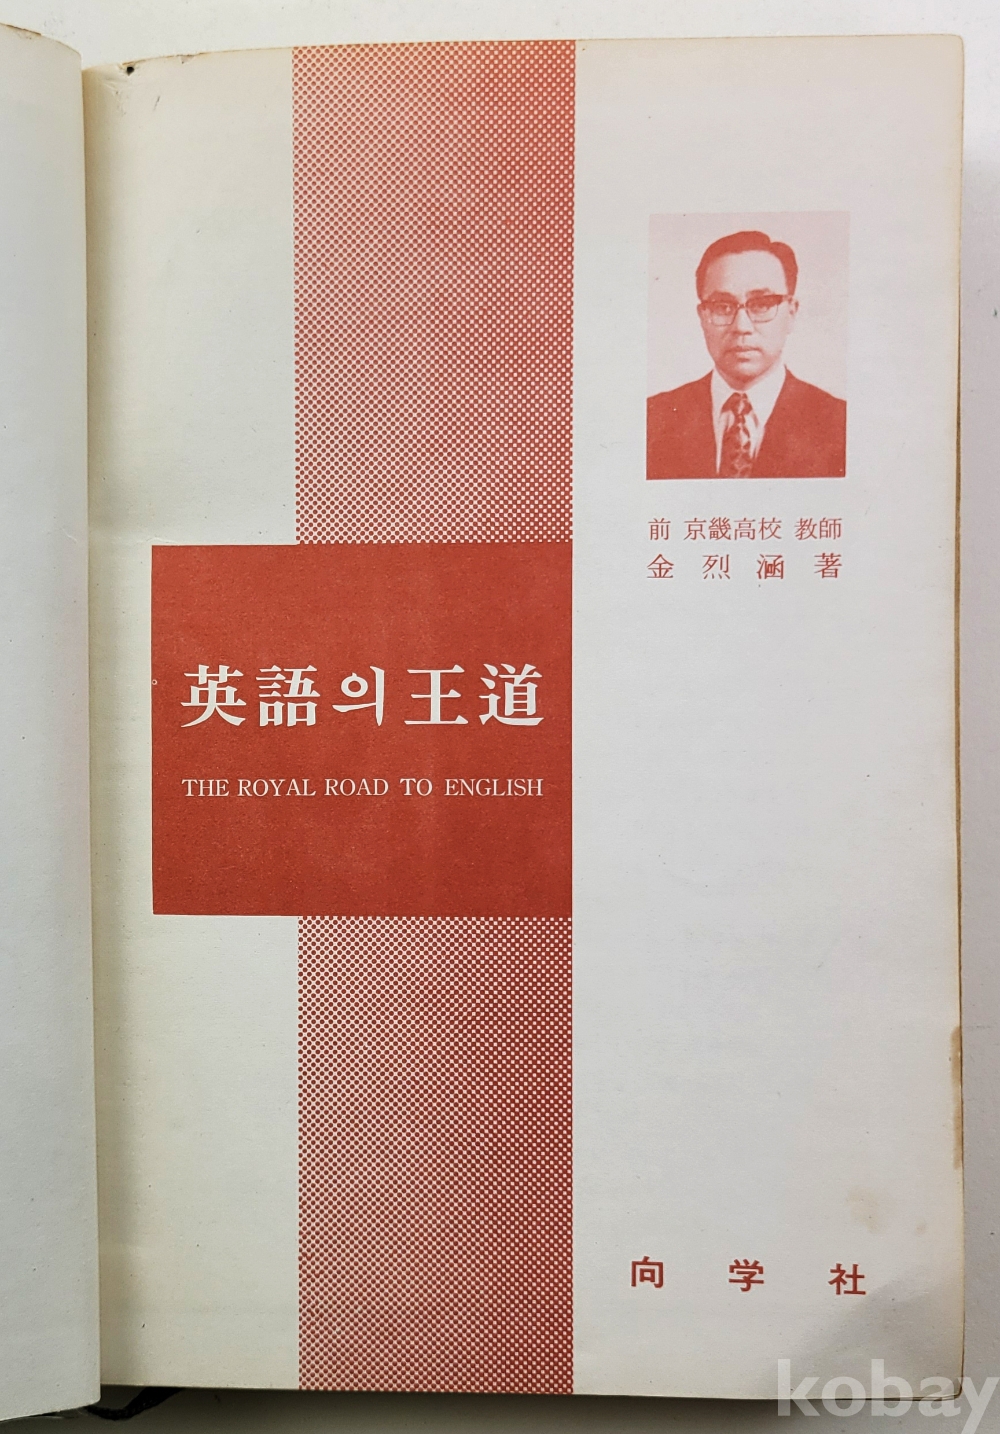 前 京畿高校 教師
金烈涵著
英語의王道
THE ROYAL ROAD TO ENGLISH
向学社
kobay